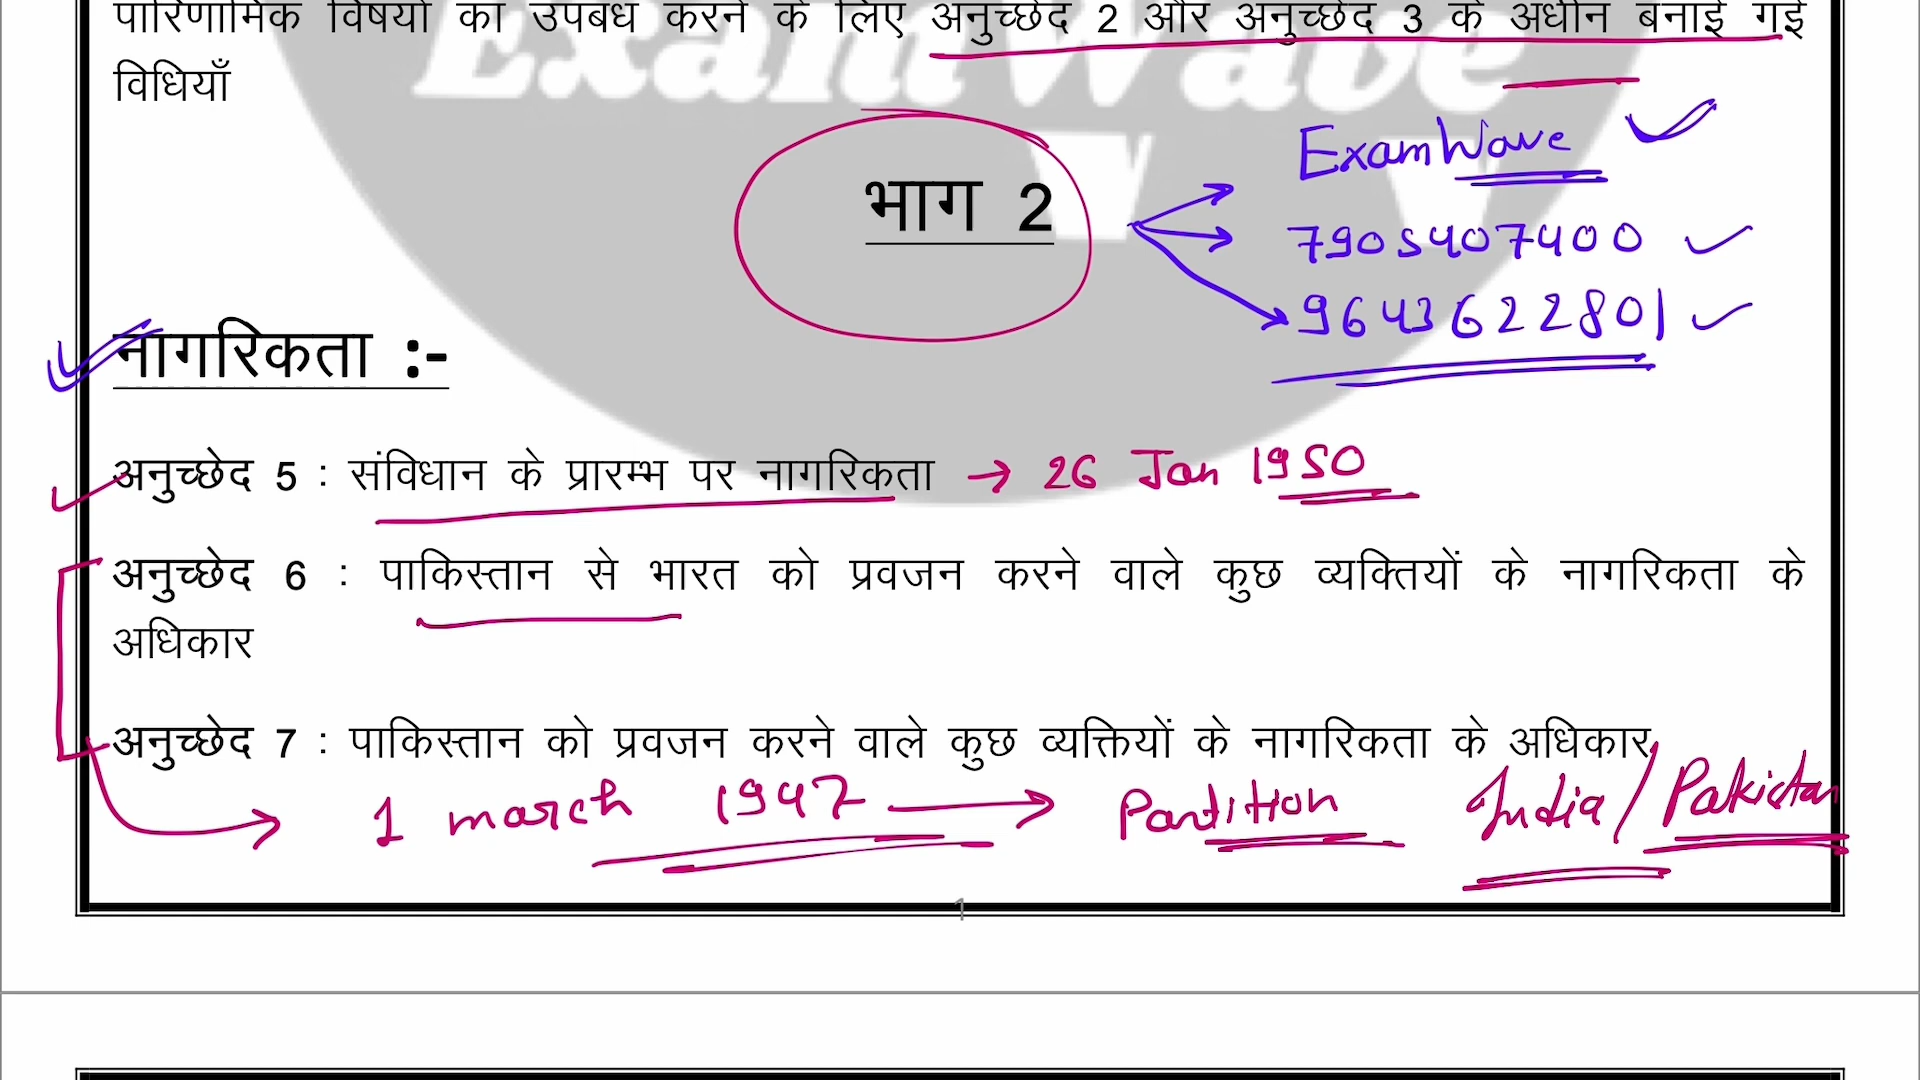 पारिणामिक विषयों का उपबंध करने के लिए अनुच्छेद 2 और अनुच्छेद 3 के अधीन बनाई गई
विधियाँ
ExamWave
W
भाग 2
ExamWave
7905407400
9643622801
नागरिकता :-
अनुच्छेद 5 : संविधान के प्रारम्भ पर नागरिकता → 26 Jan 1950
अनुच्छेद 6 : पाकिस्तान से भारत को प्रवजन करने वाले कुछ व्यक्तियों के नागरिकता के
अधिकार
अनुच्छेद 7 : पाकिस्तान को प्रवजन करने वाले कुछ व्यक्तियों के नागरिकता के अधिकार
1 march 1947 → Partition India/Pakistan
1